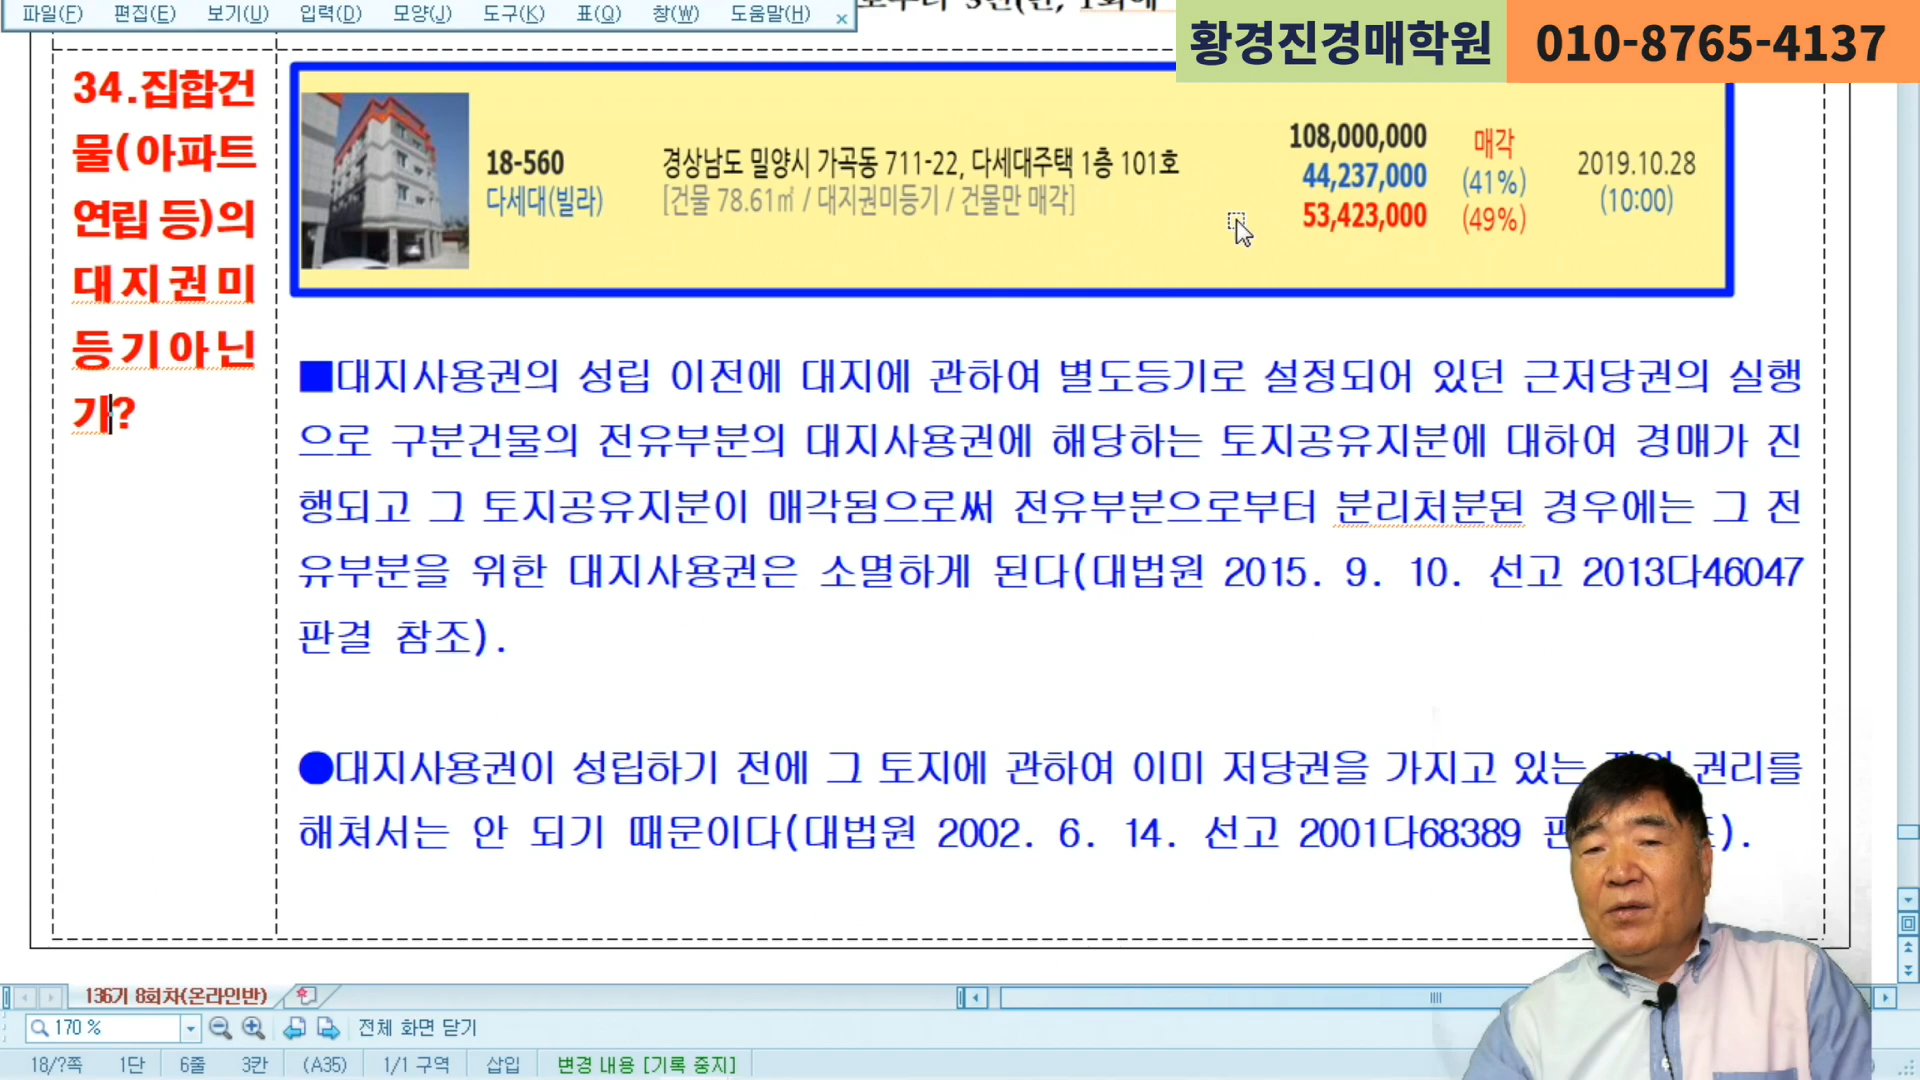 파일(F) 편집(E) 보기(U) 입력(D) 모양(J) 도구(K) 표(Q) 창(W) 도움말(H)
황경진경매학원 010-8765-4137
34.집합건
물(아파트
연립 등)의
대지권미
등기아닌
기?
18-560
다세대(빌라)
경상남도 밀양시 가곡동 711-22, 다세대주택 1층 101호
[건물 78.61㎡ / 대지권미등기 / 건물만 매각]
108,000,000 매각
44,237,000 (41%)
53,423,000 (49%)
2019.10.28
(10:00)
■대지사용권의 성립 이전에 대지에 관하여 별도등기로 설정되어 있던 근저당권의 실행
으로 구분건물의 전유부분의 대지사용권에 해당하는 토지공유지분에 대하여 경매가 진
행되고 그 토지공유지분이 매각됨으로써 전유부분으로부터 분리처분된 경우에는 그 전
유부분을 위한 대지사용권은 소멸하게 된다(대법원 2015. 9. 10. 선고 2013다46047
판결 참조).
●대지사용권이 성립하기 전에 그 토지에 관하여 이미 저당권을 가지고 있는 권리를
해쳐서는 안 되기 때문이다(대법원 2002. 6. 14. 선고 2001다68389 ).
136기 8회차(온라인반)
170 % 전체 화면 닫기
18/?쪽 1단 6줄 3칸 (A35) 1/1 구역 삽입 변경 내용 [기록 중지]